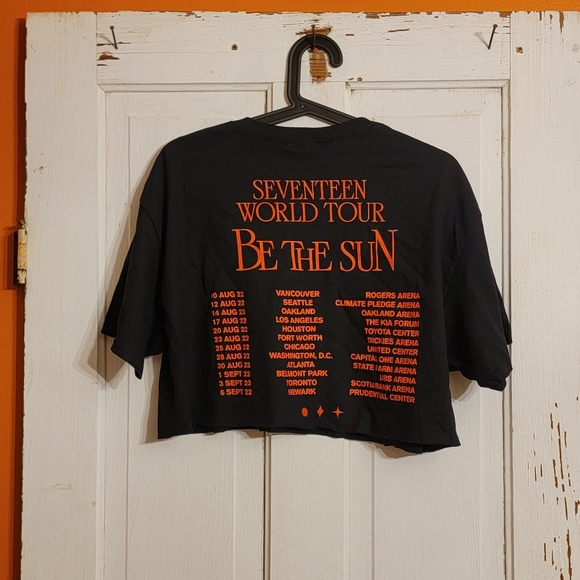 SEVENTEEN
WORLD TOUR
BE THE SUN
10 AUG 22 VANCOUVER ROGERS ARENA
12 AUG 22 SEATTLE CLIMATE PLEDGE ARENA
14 AUG 22 OAKLAND OAKLAND ARENA
17 AUG 22 LOS ANGELES THE KIA FORUM
20 AUG 22 HOUSTON TOYOTA CENTER
23 AUG 22 FORT WORTH DICKIES ARENA
25 AUG 22 CHICAGO UNITED CENTER
28 AUG 22 WASHINGTON, D.C. CAPITAL ONE ARENA
30 AUG 22 ATLANTA STATE FARM ARENA
1 SEPT 22 BELMONT PARK UBS ARENA
3 SEPT 22 TORONTO SCOTIABANK ARENA
6 SEPT 22 NEWARK PRUDENTIAL CENTER